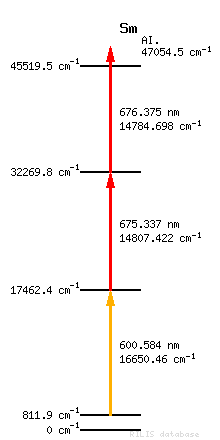 Sm
AI.
47054.5 cm⁻¹
45519.5 cm⁻¹
676.375 nm
14784.698 cm⁻¹
32269.8 cm⁻¹
675.337 nm
14807.422 cm⁻¹
17462.4 cm⁻¹
600.584 nm
16650.46 cm⁻¹
811.9 cm⁻¹
0 cm⁻¹
RILIS database